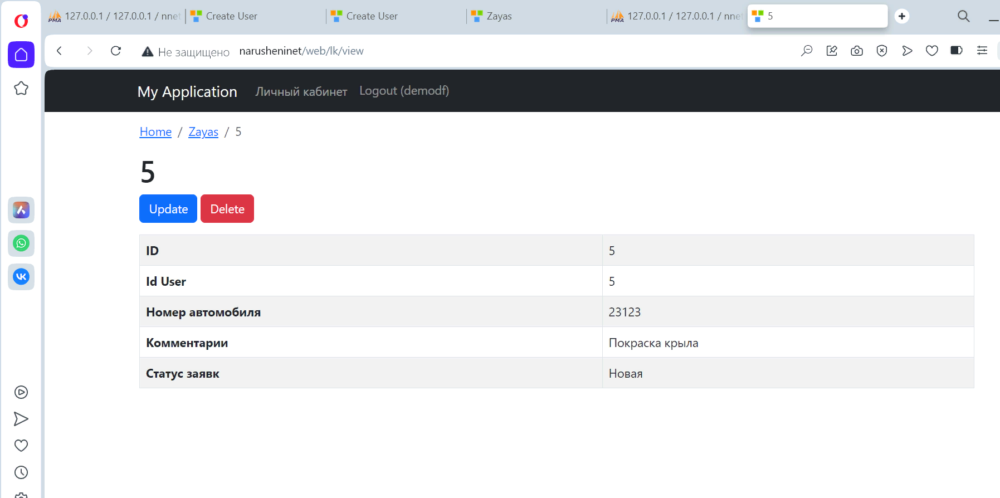 127.0.0.1 / 127.0.0.1 / nnet
Create User
Create User
Zayas
127.0.0.1 / 127.0.0.1 / nnet
5
Не защищено
narusheninet/web/lk/view
My Application
Личный кабинет
Logout (demodf)
Home / Zayas / 5
5
Update
Delete
ID 5
Id User 5
Номер автомобиля 23123
Комментарии Покраска крыла
Статус заявк Новая